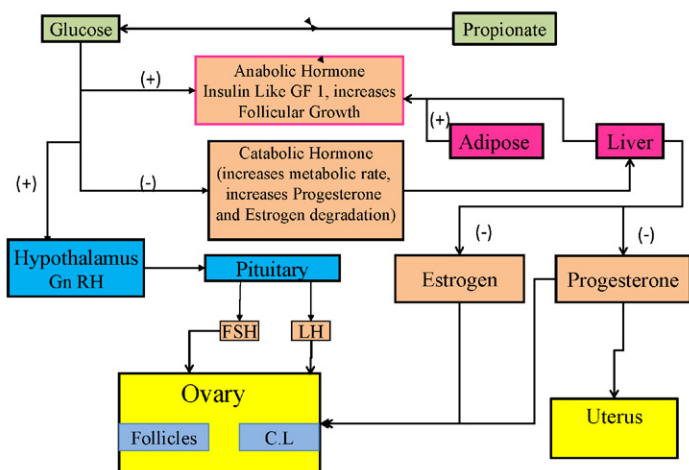 Glucose
Propionate
(+)
Anabolic Hormone
Insulin Like GF 1, increases
Follicular Growth
(+)
Adipose
Liver
(+)
(-)
Catabolic Hormone
(increases metabolic rate,
increases Progesterone
and Estrogen degradation)
(-)
(-)
Hypothalamus
Gn RH
Pituitary
Estrogen
Progesterone
FSH
LH
Ovary
Follicles
C.L
Uterus